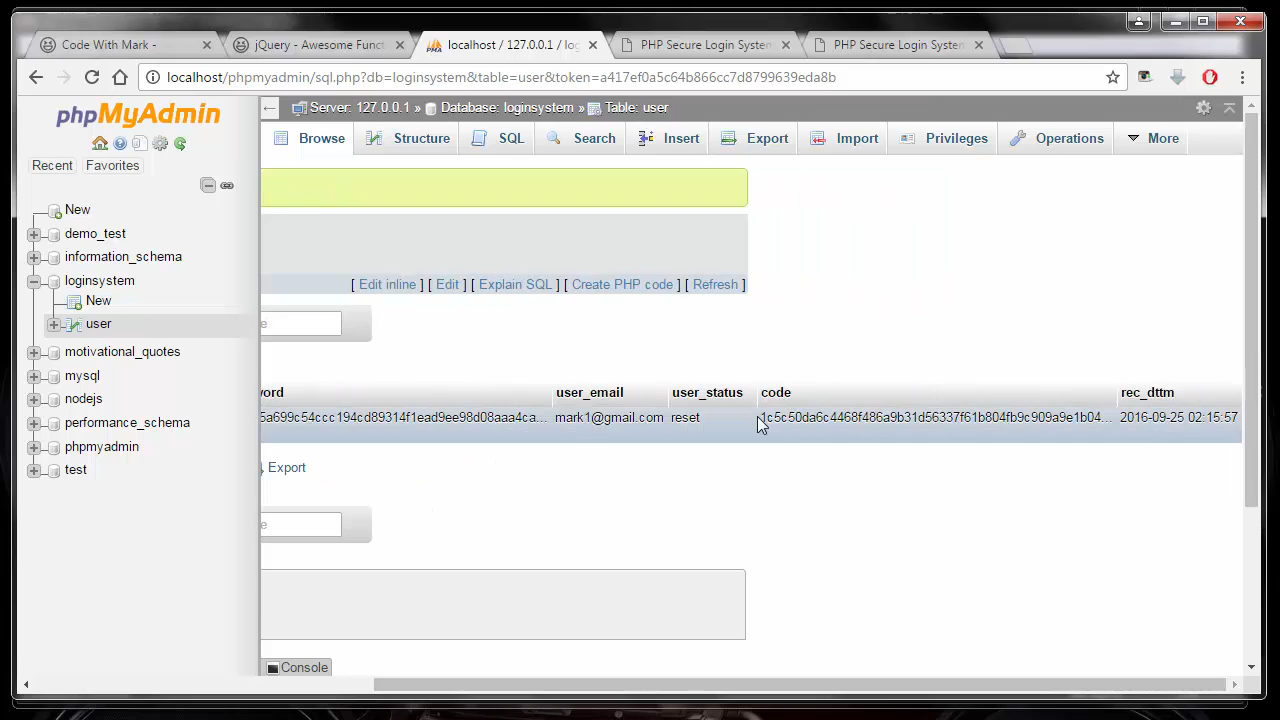 Code With Mark -
jQuery - Awesome Funct
localhost / 127.0.0.1 / log
PHP Secure Login System
PHP Secure Login System
localhost/phpmyadmin/sql.php?db=loginsystem&table=user&token=a417ef0a5c64b866cc7d8799639eda8b
phpMyAdmin
Recent
Favorites
New
demo_test
information_schema
loginsystem
New
user
motivational_quotes
mysql
nodejs
performance_schema
phpmyadmin
test
Server: 127.0.0.1 » Database: loginsystem » Table: user
Browse Structure SQL Search Insert Export Import Privileges Operations More
[ Edit inline ] [ Edit ] [ Explain SQL ] [ Create PHP code ] [ Refresh ]
e
word user_email user_status code rec_dttm
5a699c54ccc194cd89314f1ead9ee98d08aaa4ca... mark1@gmail.com reset 1c5c50da6c4468f486a9b31d56337f61b804fb9c909a9e1b04... 2016-09-25 02:15:57
Export
e
Console